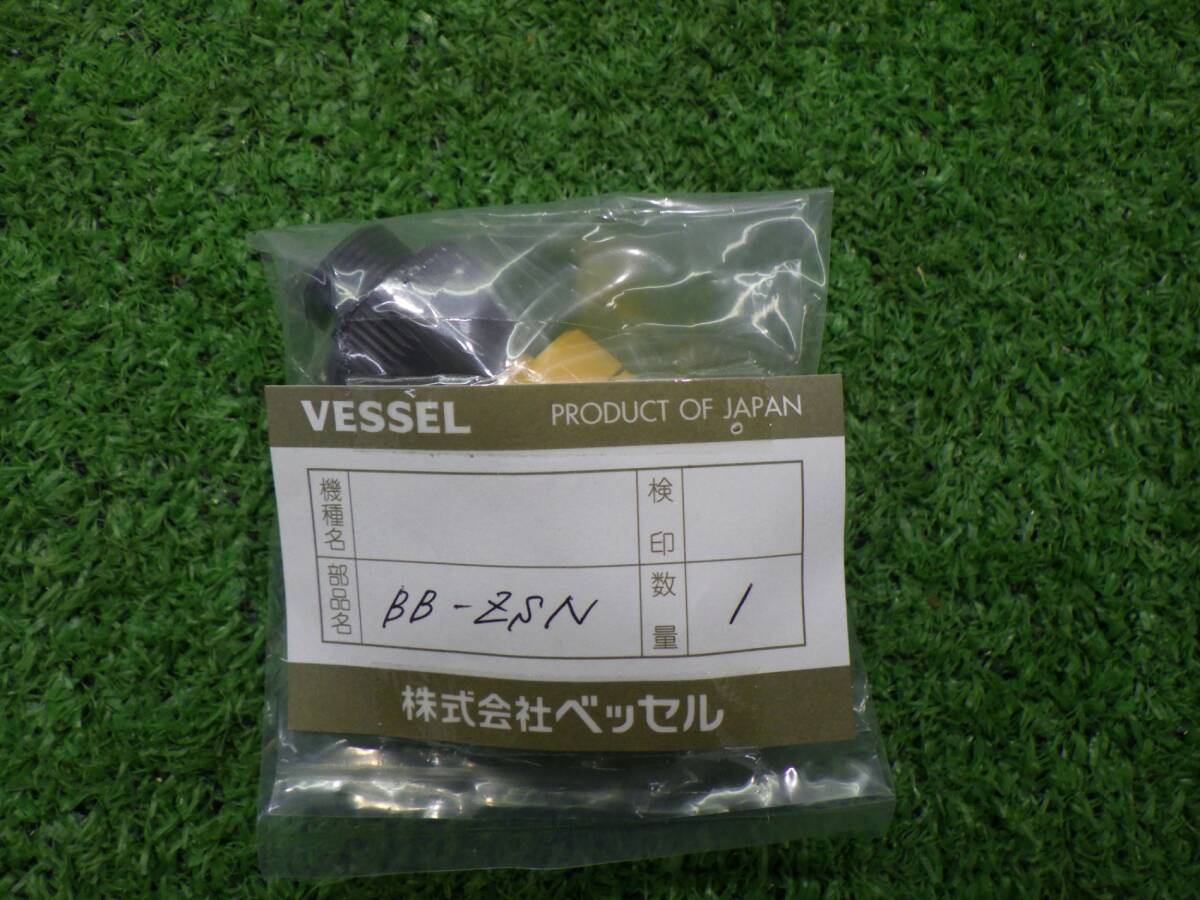 VESSEL PRODUCT OF JAPAN
機種名
検印
部品名 BB-ZSN 数量 1
株式会社ベッセル